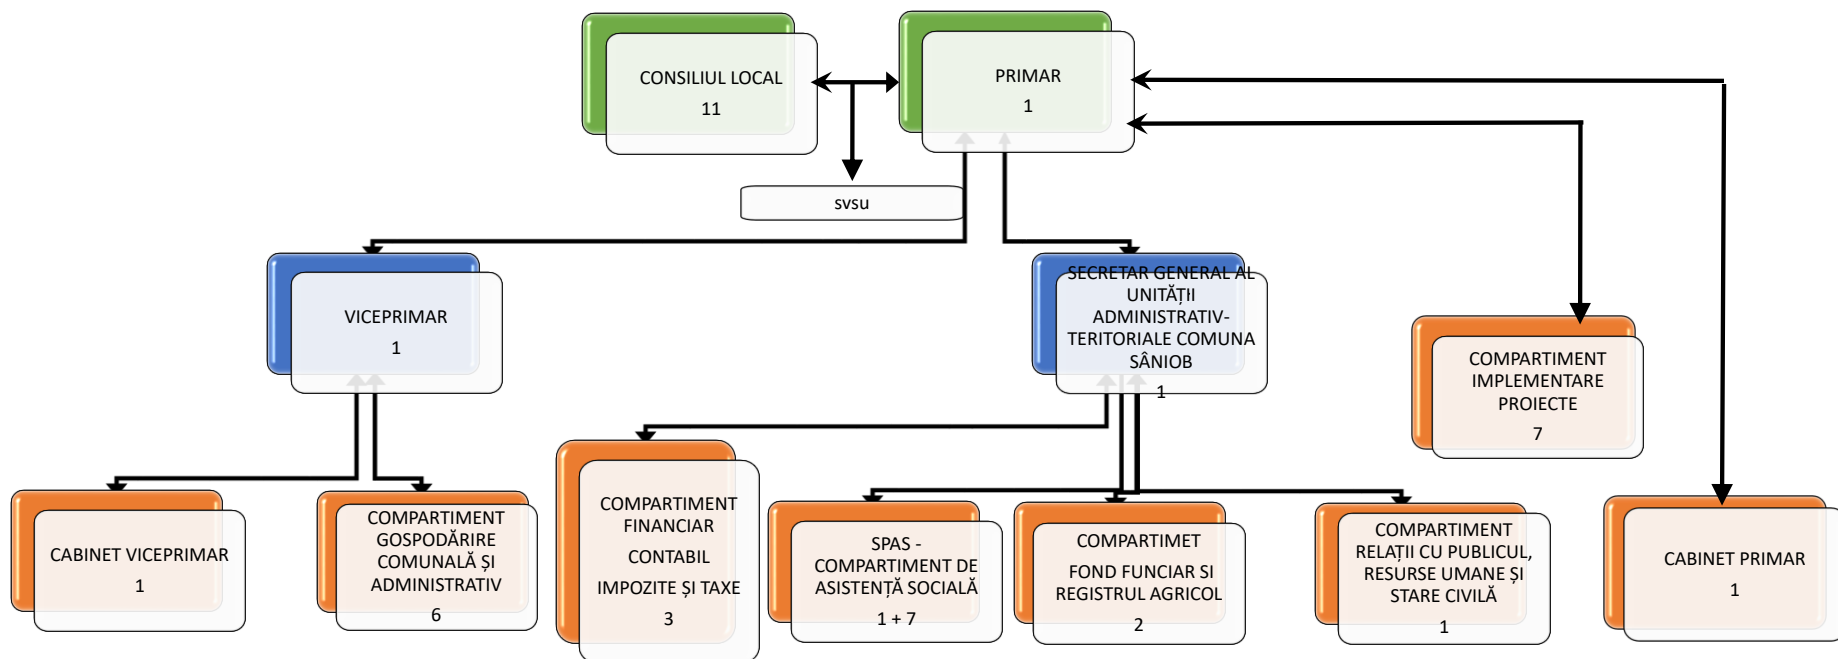 CONSILIUL LOCAL
11
PRIMAR
1
svsu
VICEPRIMAR
1
SECRETAR GENERAL AL
UNITĂȚII
ADMINISTRATIV-
TERITORIALE COMUNA
SÂNIOB
1
COMPARTIMENT
IMPLEMENTARE
PROIECTE
7
CABINET VICEPRIMAR
1
COMPARTIMENT
GOSPODĂRIRE
COMUNALĂ ȘI
ADMINISTRATIV
6
COMPARTIMENT
FINANCIAR
CONTABIL
IMPOZITE ȘI TAXE
3
SPAS -
COMPARTIMENT DE
ASISTENȚĂ SOCIALĂ
1 + 7
COMPARTIMET
FOND FUNCIAR SI
REGISTRUL AGRICOL
2
COMPARTIMENT
RELAȚII CU PUBLICUL,
RESURSE UMANE ȘI
STARE CIVILĂ
1
CABINET PRIMAR
1